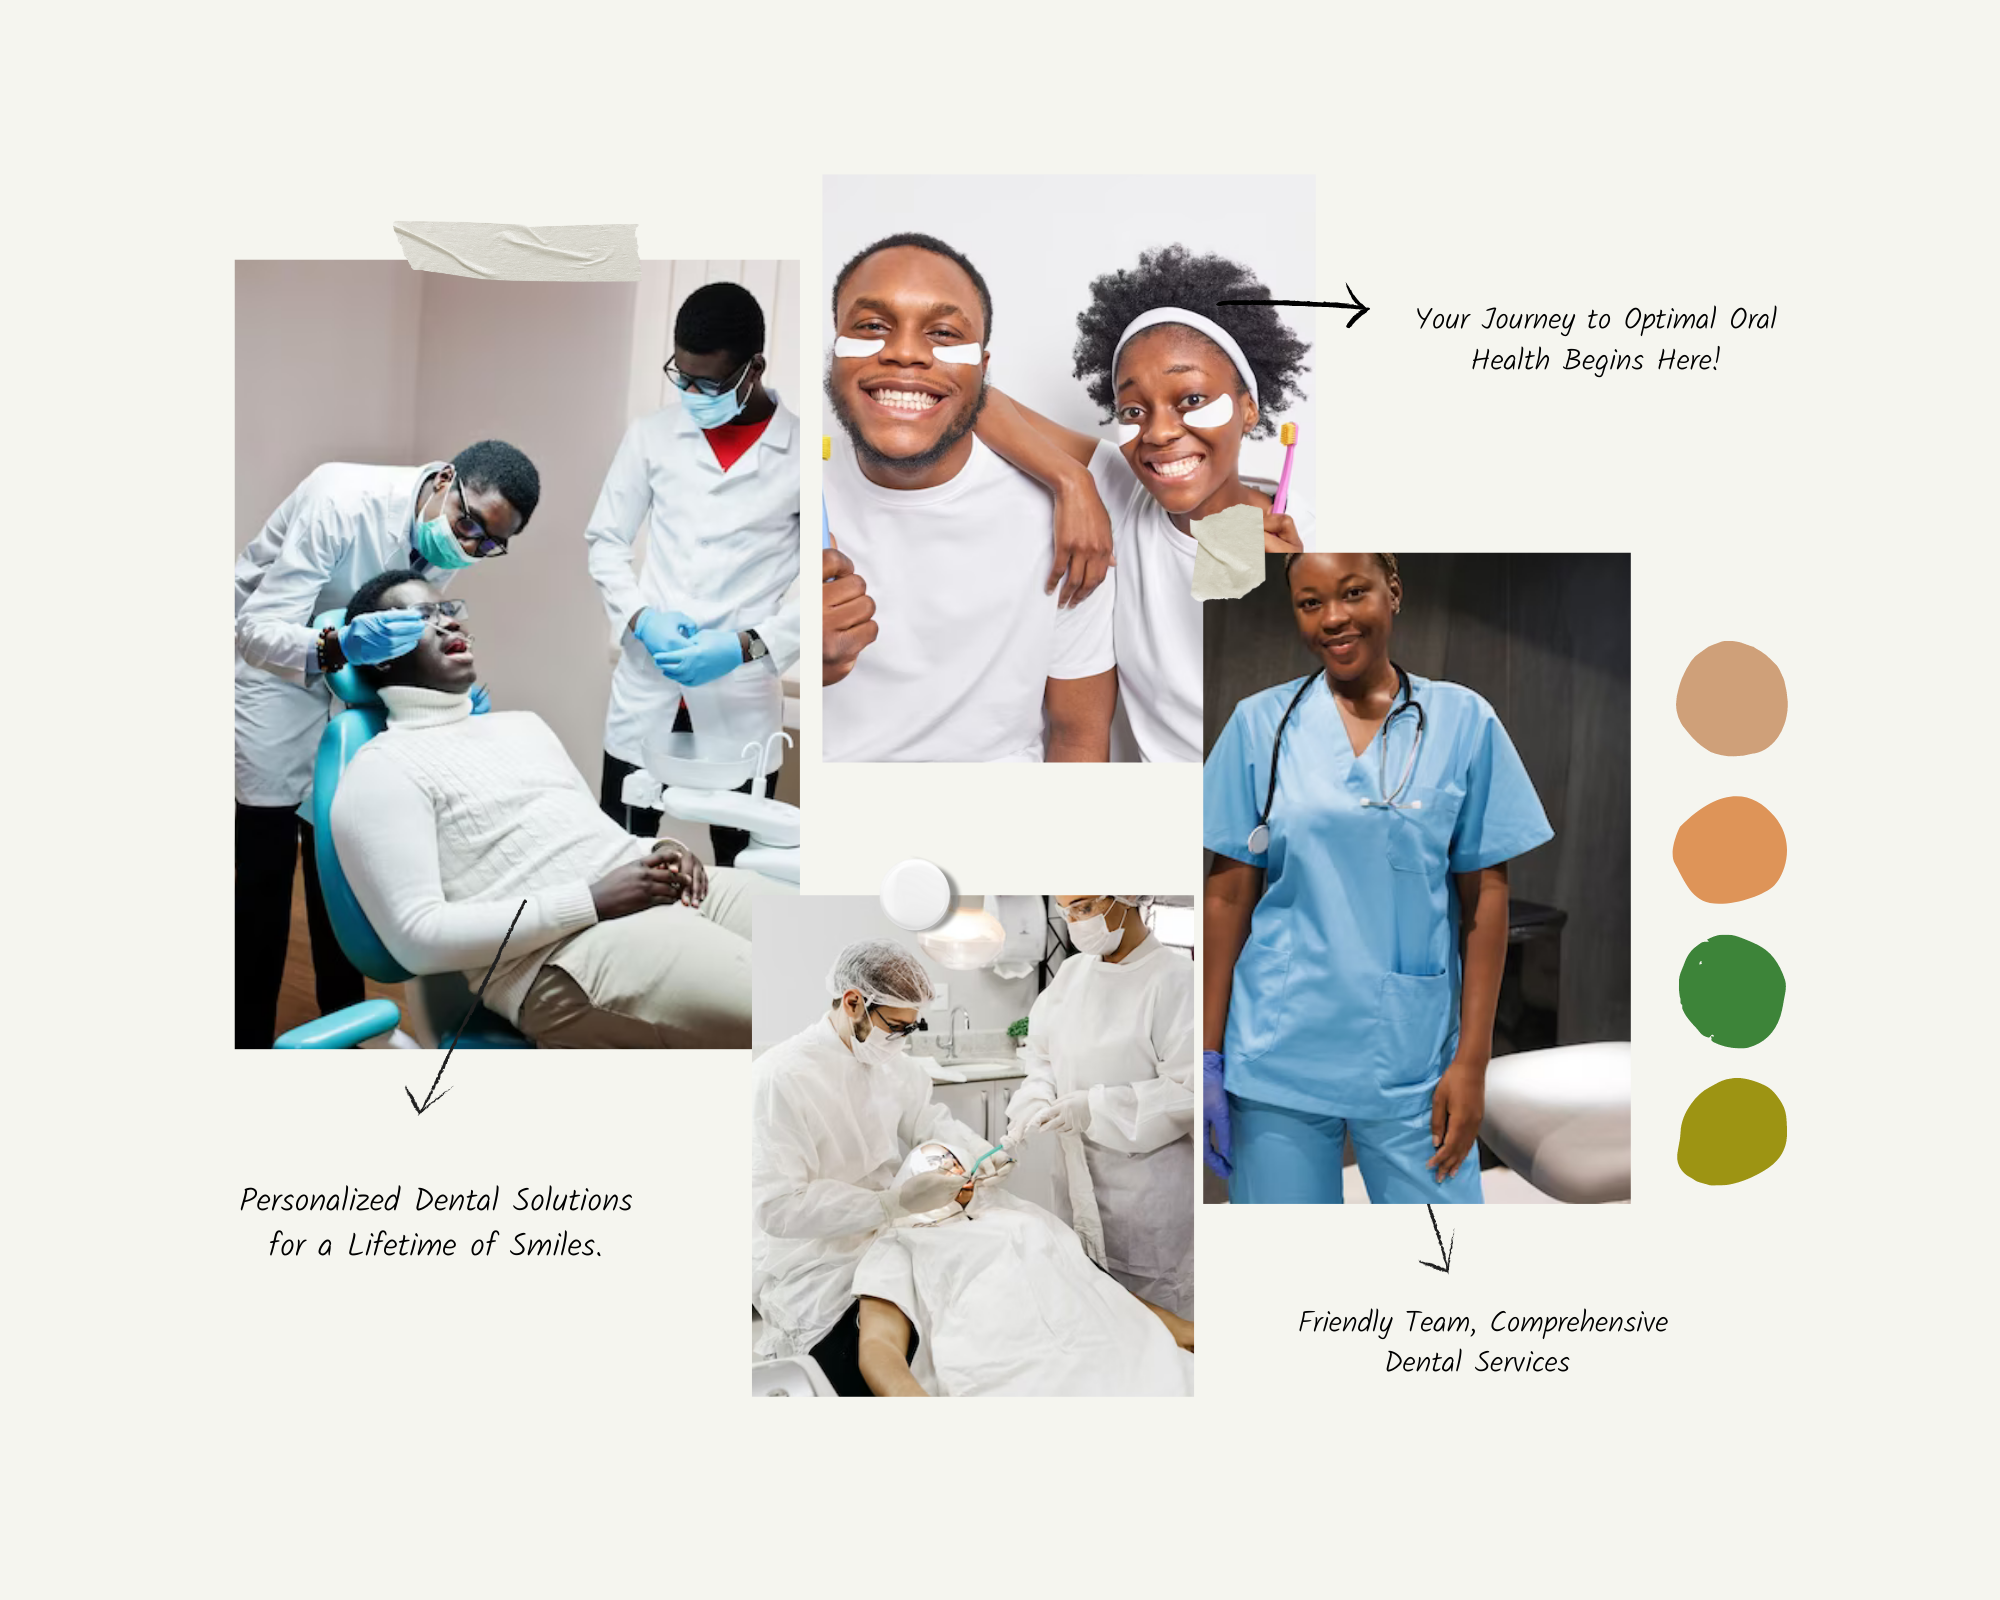 Your Journey to Optimal Oral
Health Begins Here!
Personalized Dental Solutions
for a Lifetime of Smiles.
Friendly Team, Comprehensive
Dental Services